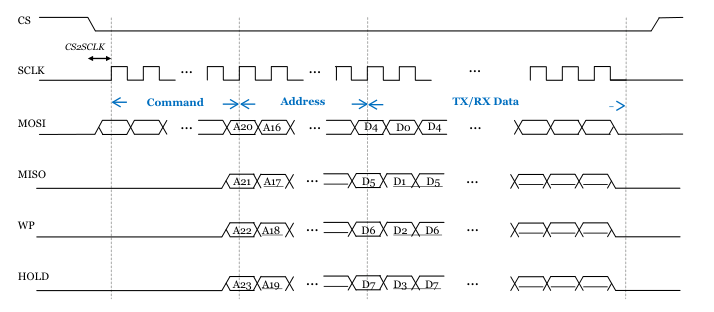 CS
CS2SCLK
SCLK ... ... ...
Command Address TX/RX Data
MOSI ... A20 A16 ... D4 D0 D4 ...
MISO A21 A17 ... D5 D1 D5 ...
WP A22 A18 ... D6 D2 D6 ...
HOLD A23 A19 ... D7 D3 D7 ...